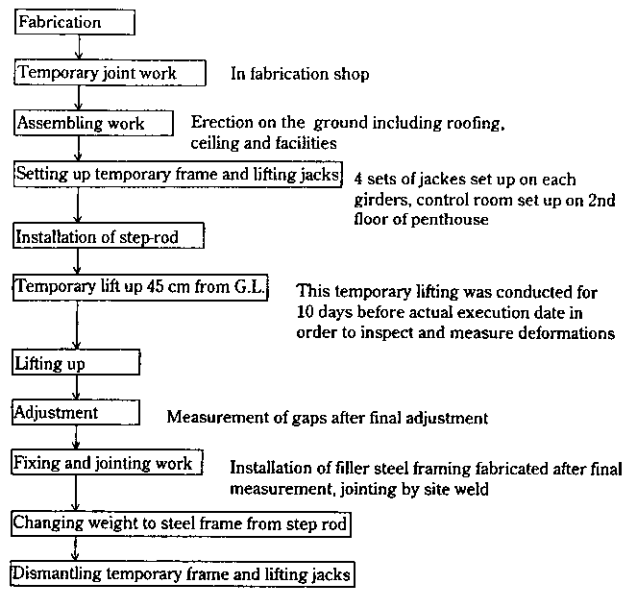 Fabrication
Temporary joint work
In fabrication shop
Assembling work
Erection on the ground including roofing,
ceiling and facilities
Setting up temporary frame and lifting jacks
4 sets of jackes set up on each
girders, control room set up on 2nd
floor of penthouse
Installation of step-rod
Temporary lift up 45 cm from G.L.
This temporary lifting was conducted for
10 days before actual execution date in
order to inspect and measure deformations
Lifting up
Adjustment
Measurement of gaps after final adjustment
Fixing and jointing work
Installation of filler steel framing fabricated after final
measurement, jointing by site weld
Changing weight to steel frame from step rod
Dismantling temporary frame and lifting jacks